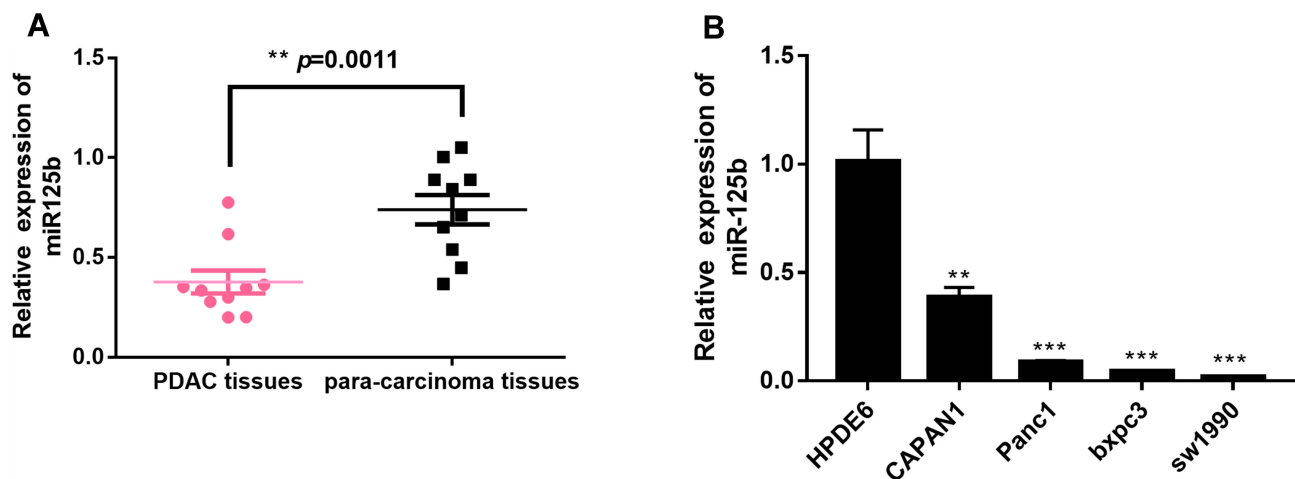 A
Relative expression of
miR125b
1.5
1.0
0.5
0.0
** p=0.0011
PDAC tissues
para-carcinoma tissues
B
Relative expression of
miR-125b
1.5
1.0
0.5
0.0
**
***
***
***
HPDE6
CAPAN1
Panc1
bxpc3
sw1990